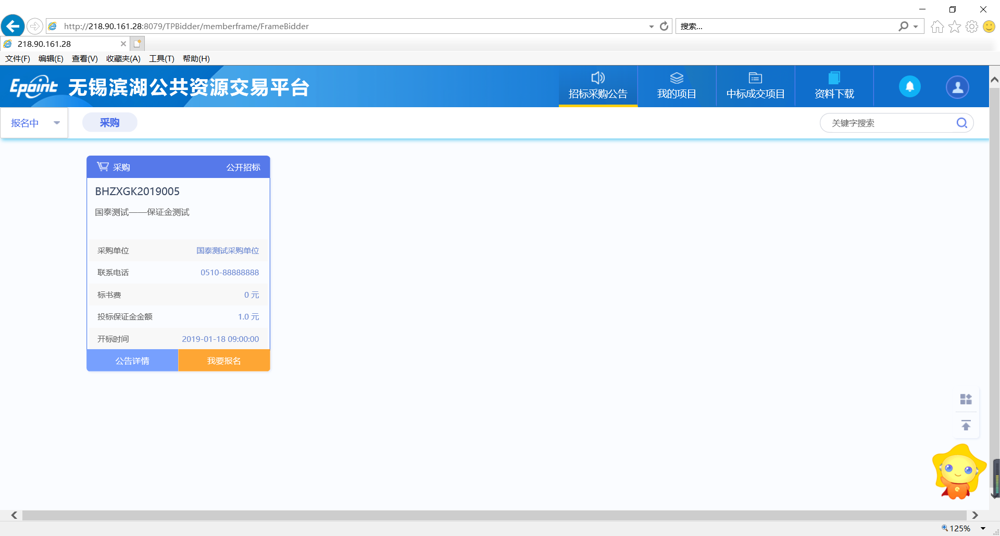 http://218.90.161.28:8079/TPBidder/memberframe/FrameBidder
搜索...
218.90.161.28
文件(F) 编辑(E) 查看(V) 收藏夹(A) 工具(T) 帮助(H)
Epoint 无锡滨湖公共资源交易平台
招标采购公告 我的项目 中标成交项目 资料下载
报名中 采购 关键字搜索
采购 公开招标
BHZXGK2019005
国泰测试——保证金测试
采购单位 国泰测试采购单位
联系电话 0510-88888888
标书费 0 元
投标保证金金额 1.0 元
开标时间 2019-01-18 09:00:00
公告详情 我要报名
125%